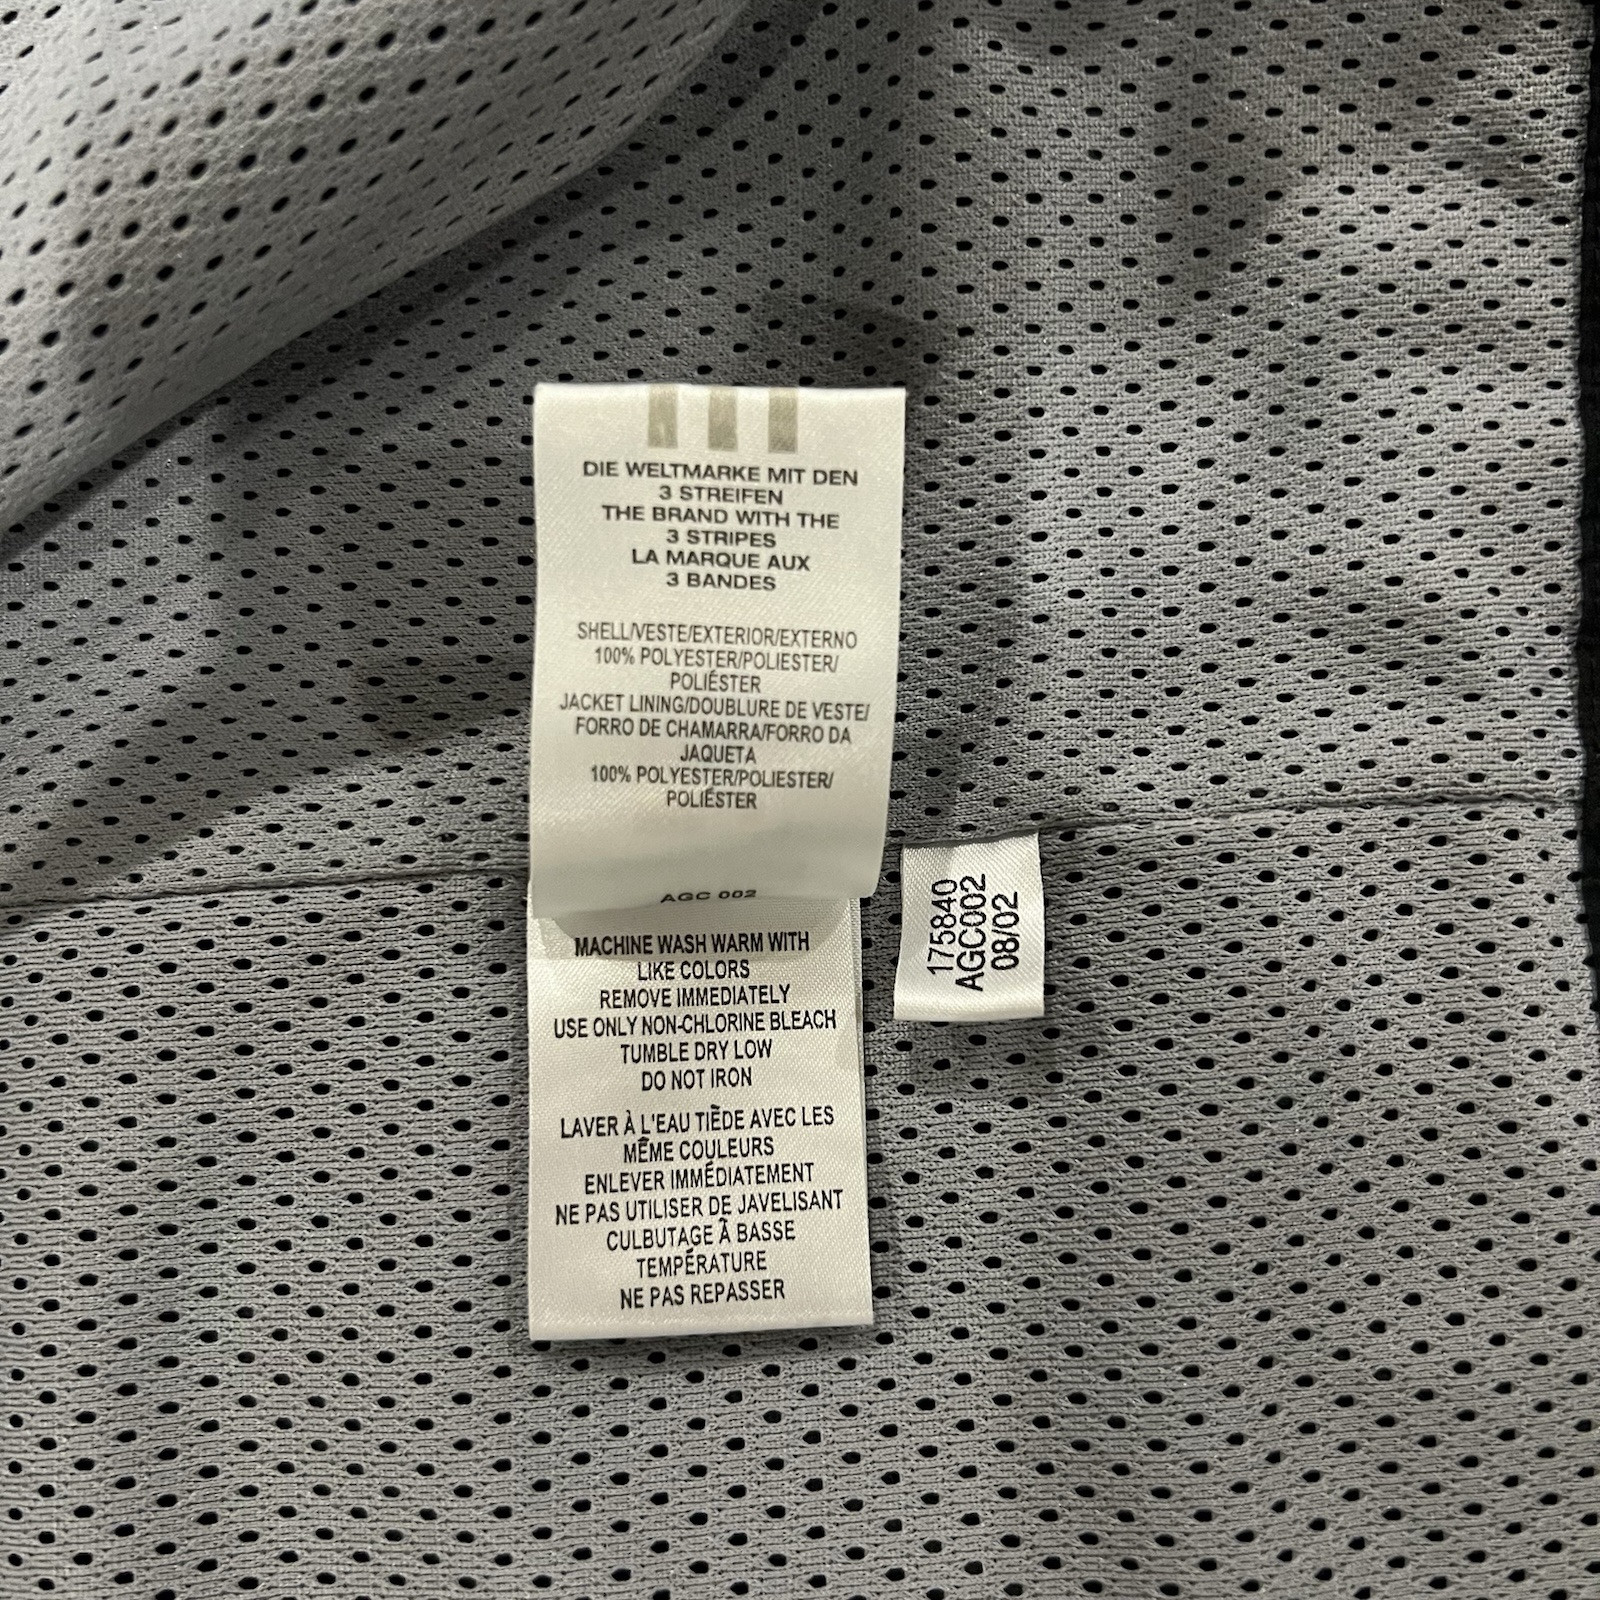 DIE WELTMARKE MIT DEN
3 STREIFEN
THE BRAND WITH THE
3 STRIPES
LA MARQUE AUX
3 BANDES
SHELL/VESTE/EXTERIOR/EXTERNO
100% POLYESTER/POLIESTER/
POLIÉSTER
JACKET LINING/DOUBLURE DE VESTE/
FORRO DE CHAMARRA/FORRO DA
JAQUETA
100% POLYESTER/POLIESTER/
POLIÉSTER
AGC 002
MACHINE WASH WARM WITH
LIKE COLORS
REMOVE IMMEDIATELY
USE ONLY NON-CHLORINE BLEACH
TUMBLE DRY LOW
DO NOT IRON
LAVER À L'EAU TIÈDE AVEC LES
MÊME COULEURS
ENLEVER IMMÉDIATEMENT
NE PAS UTILISER DE JAVELISANT
CULBUTAGE À BASSE
TEMPÉRATURE
NE PAS REPASSER
175840
AGC002
08/02